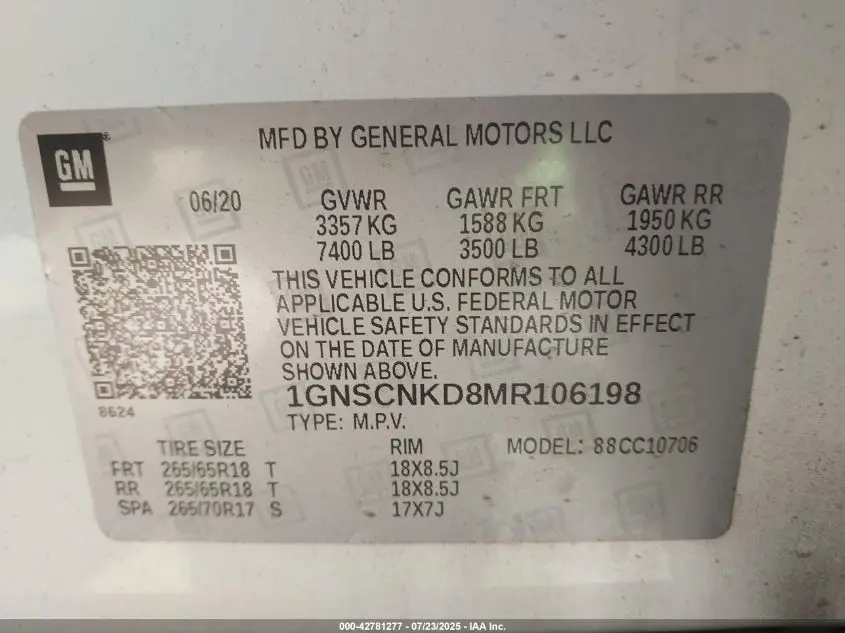 GM
MFD BY GENERAL MOTORS LLC
06/20 GVWR GAWR FRT GAWR RR
3357 KG 1588 KG 1950 KG
7400 LB 3500 LB 4300 LB
THIS VEHICLE CONFORMS TO ALL
APPLICABLE U.S. FEDERAL MOTOR
VEHICLE SAFETY STANDARDS IN EFFECT
ON THE DATE OF MANUFACTURE
SHOWN ABOVE.
1GNSCNKD8MR106198
8624
TYPE: M.P.V.
TIRE SIZE RIM MODEL: 88CC10706
FRT 265/65R18 T 18X8.5J
RR 265/65R18 T 18X8.5J
SPA 265/70R17 S 17X7J
000-42781277 - 07/23/2025 - IAA Inc.